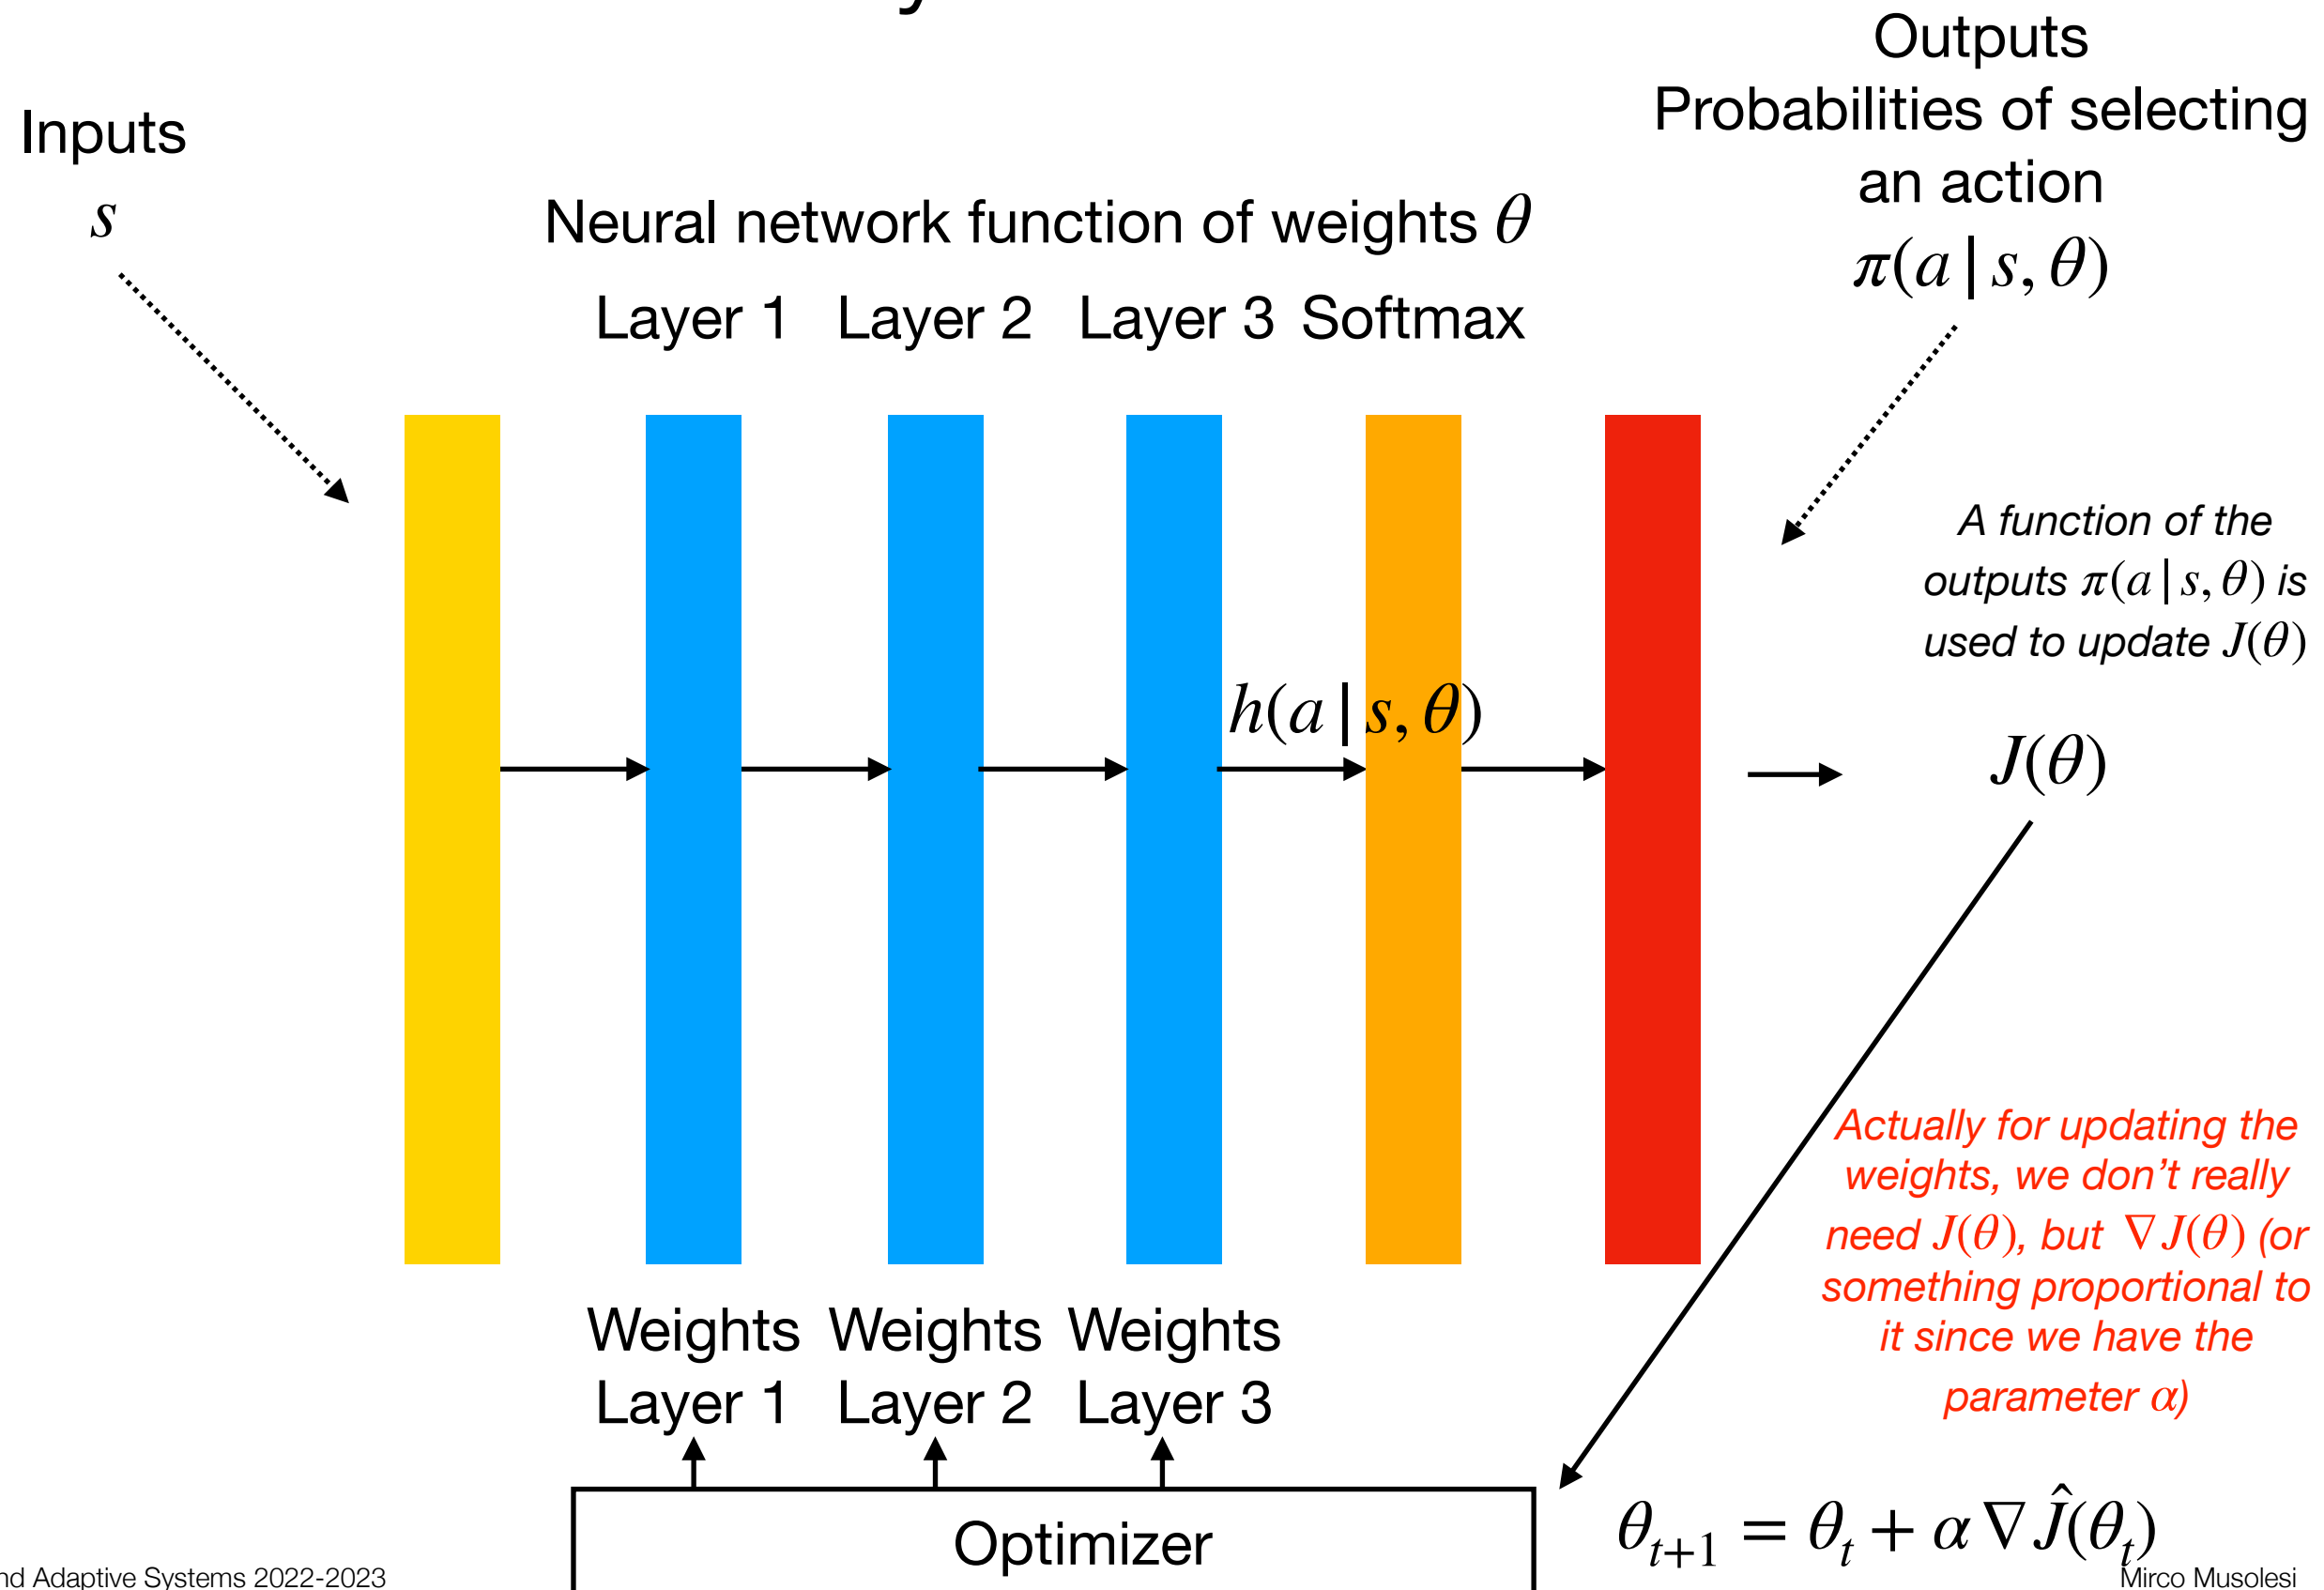 Inputs
s
Neural network function of weights θ
Layer 1 Layer 2 Layer 3 Softmax
Outputs
Probabilities of selecting
an action
π(a | s, θ)
A function of the
outputs π(a | s, θ) is
used to update J(θ)
h(a | s, θ)
J(θ)
Actually for updating the
weights, we don’t really
need J(θ), but ∇J(θ) (or
something proportional to
it since we have the
parameter α)
Weights Weights Weights
Layer 1 Layer 2 Layer 3
Optimizer
θ_{t+1} = θ_t + α∇Ĵ(θ_t)
nd Adaptive Systems 2022-2023
Mirco Musolesi